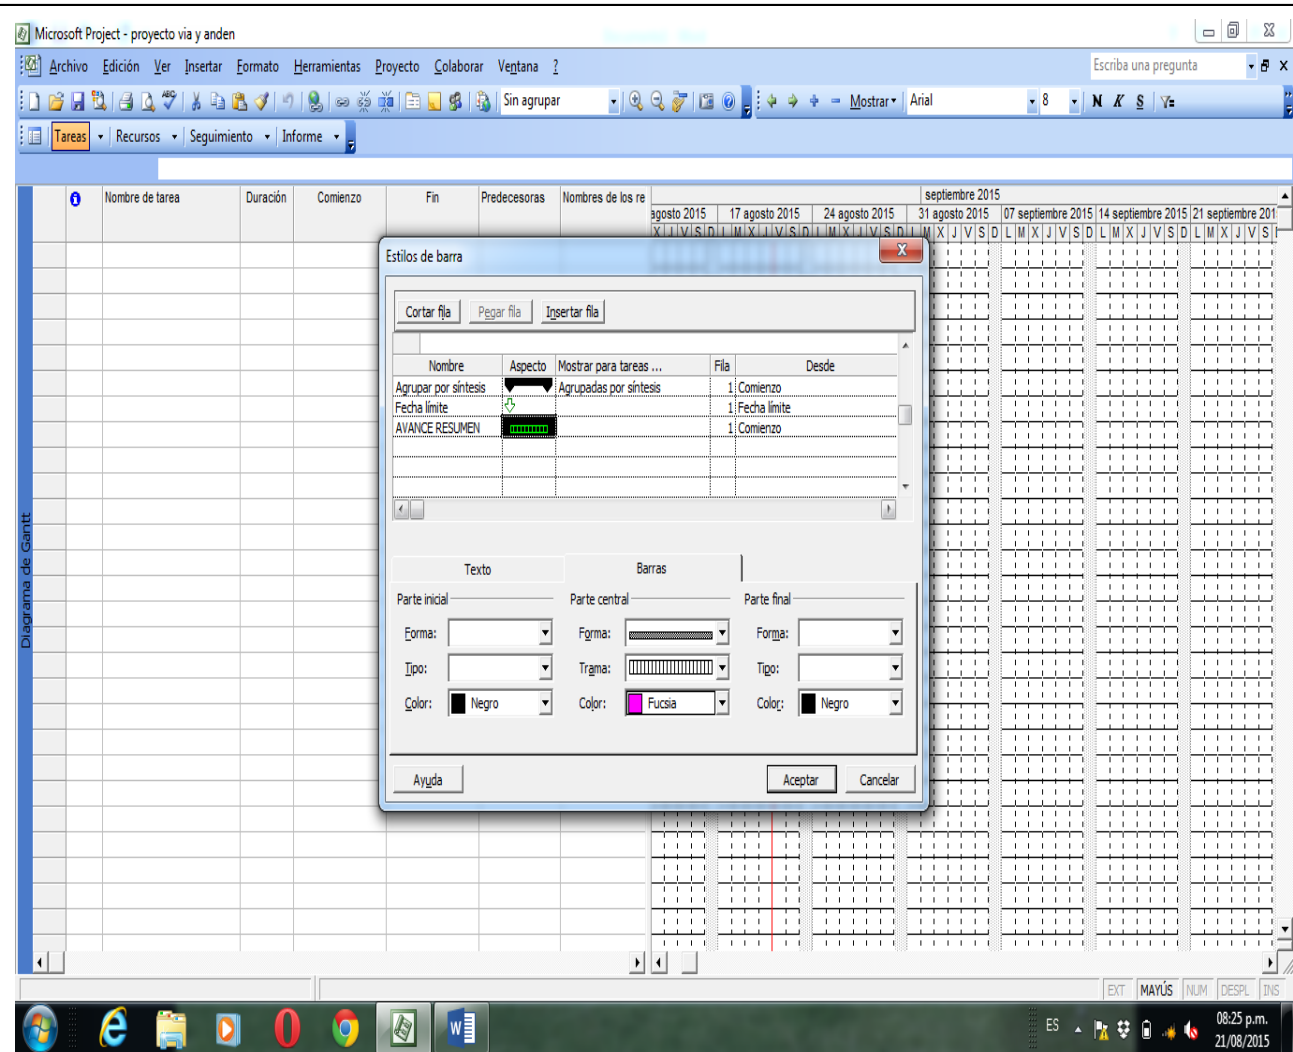 Microsoft Project - proyecto via y anden
Archivo Edición Ver Insertar Formato Herramientas Proyecto Colaborar Ventana ? Escriba una pregunta
Sin agrupar Mostrar Arial 8 N K S
Tareas Recursos Seguimiento Informe
Nombre de tarea Duración Comienzo Fin Predecesoras Nombres de los re septiembre 2015
agosto 2015 17 agosto 2015 24 agosto 2015 31 agosto 2015 07 septiembre 2015 14 septiembre 2015 21 septiembre 201
X J V S D L M X J V S D L M X J V S D L M X J V S D L M X J V S D L M X J V S D L M X J V S
Estilos de barra
Cortar fila Pegar fila Insertar fila
Nombre Aspecto Mostrar para tareas ... Fila Desde
Agrupar por síntesis Agrupadas por síntesis 1 Comienzo
Fecha límite 1 Fecha límite
AVANCE RESUMEN 1 Comienzo
Texto Barras
Parte inicial Parte central Parte final
Forma: Forma: Forma:
Tipo: Trama: Tipo:
Color: Negro Color: Fucsia Color: Negro
Ayuda Aceptar Cancelar
Diagrama de Gantt
EXT MAYÚS NUM DESPL INS
ES 08:25 p.m.
21/08/2015